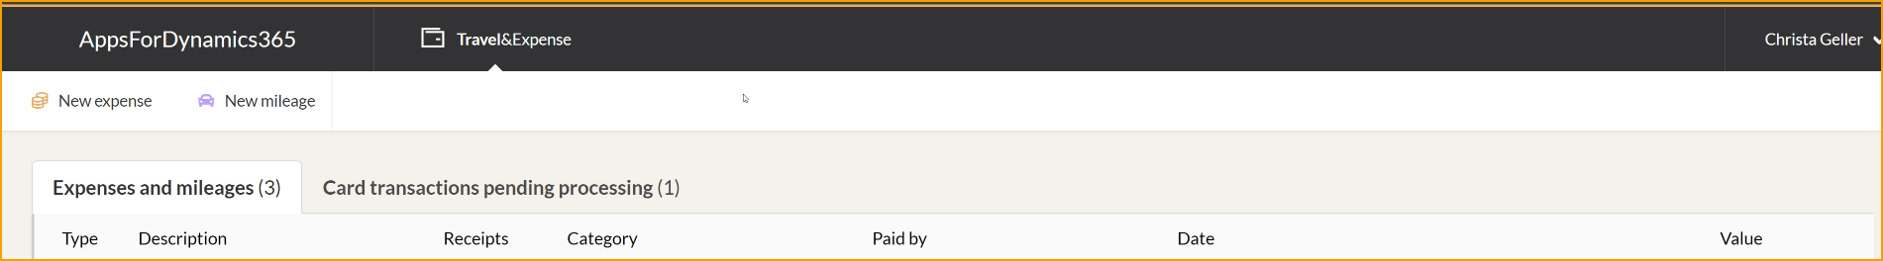 AppsForDynamics365 Travel&Expense Christa Geller
New expense New mileage
Expenses and mileages (3) Card transactions pending processing (1)
Type Description Receipts Category Paid by Date Value